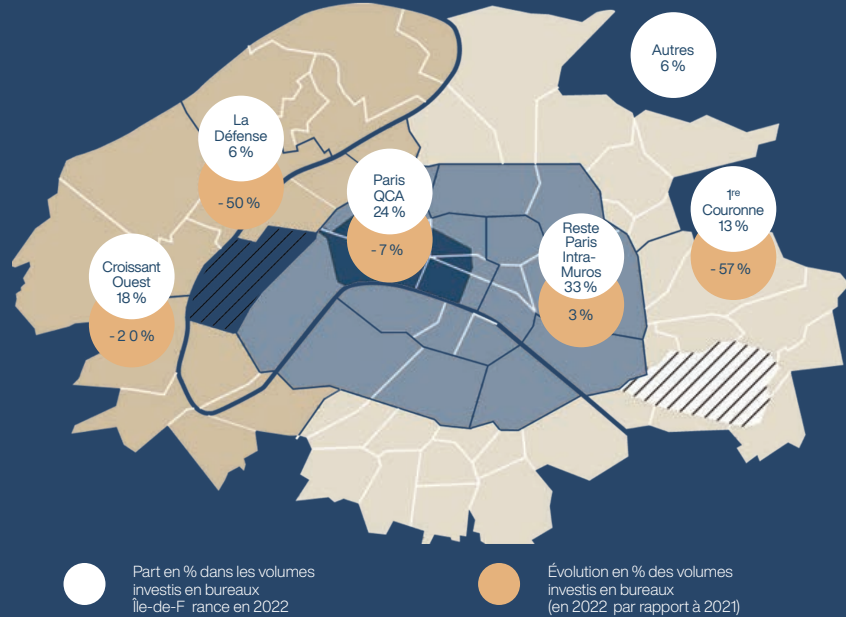 Autres
6 %
La
Défense
6 %
- 50 %
Paris
QCA
24 %
- 7 %
1re
Couronne
13 %
- 57 %
Reste
Paris
Intra-
Muros
33 %
3 %
Croissant
Ouest
18 %
- 2 0 %
Part en % dans les volumes
investis en bureaux
Île-de-F rance en 2022
Évolution en % des volumes
investis en bureaux
(en 2022 par rapport à 2021)